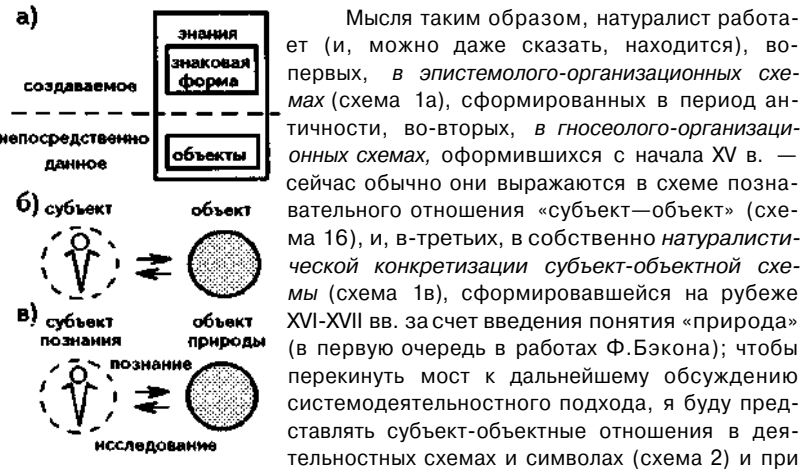 а)
знания
знаковая
форма
создаваемое
непосредственно
данное
объекты
б) субъект объект
в) субъект объект
познания природы
познание
исследование
Мысля таким образом, натуралист работа-
ет (и, можно даже сказать, находится), во-
первых, в эпистемолого-организационных схе-
мах (схема 1а), сформированных в период ан-
тичности, во-вторых, в гносеолого-организаци-
онных схемах, оформившихся с начала XV в. —
сейчас обычно они выражаются в схеме позна-
вательного отношения «субъект—объект» (схе-
ма 16), и, в-третьих, в собственно натуралисти-
ческой конкретизации субъект-объектной схе-
мы (схема 1в), сформировавшейся на рубеже
XVI-XVII вв. за счет введения понятия «природа»
(в первую очередь в работах Ф.Бэкона); чтобы
перекинуть мост к дальнейшему обсуждению
системодеятельностного подхода, я буду пред-
ставлять субъект-объектные отношения в дея-
тельностных схемах и символах (схема 2) и при